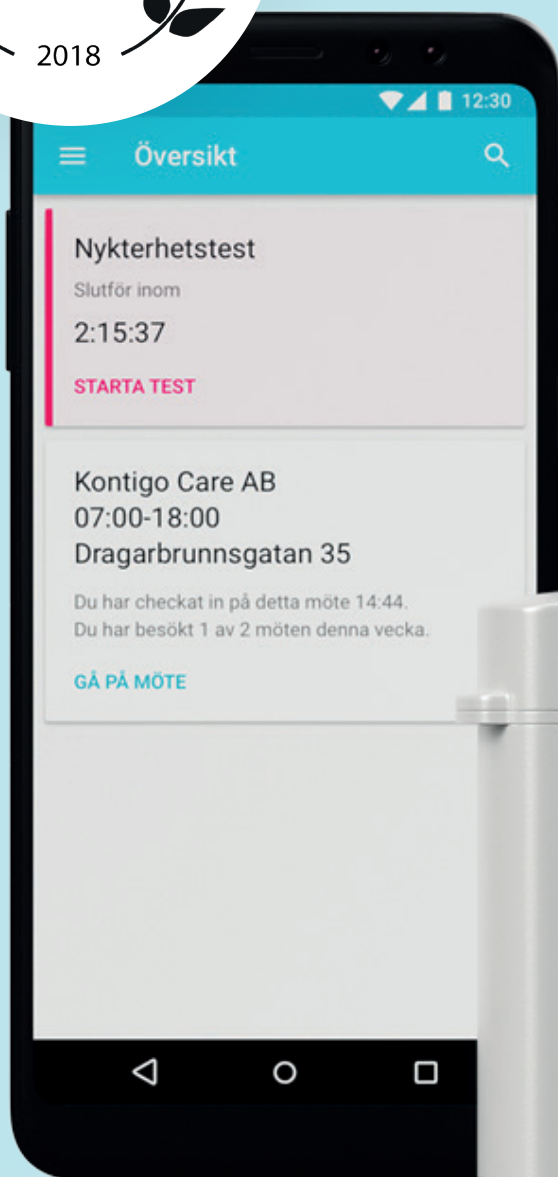 2018
12:30
Översikt
Nykterhetstest
Slutför inom
2:15:37
STARTA TEST
Kontigo Care AB
07:00-18:00
Dragarbrunnsgatan 35
Du har checkat in på detta möte 14:44.
Du har besökt 1 av 2 möten denna vecka.
GÅ PÅ MÖTE